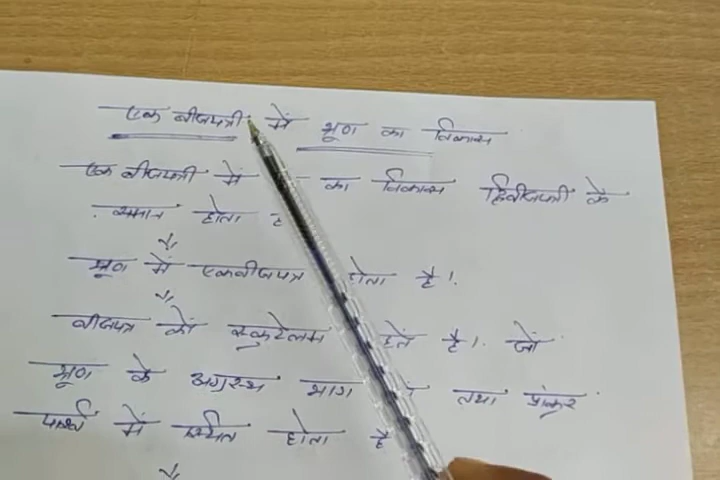 एक बीजपत्री में भ्रूण का विकास
एक बीजपत्री में का विकास द्विबीजपत्री के
समान होता
भ्रूण में एकबीजपत्र होता है।
बीजपत्र को स्कुटेलम कहते है। जो
भ्रूण के अग्रस्थ भाग तथा प्रांकुर
पार्श्व में स्थित होता है